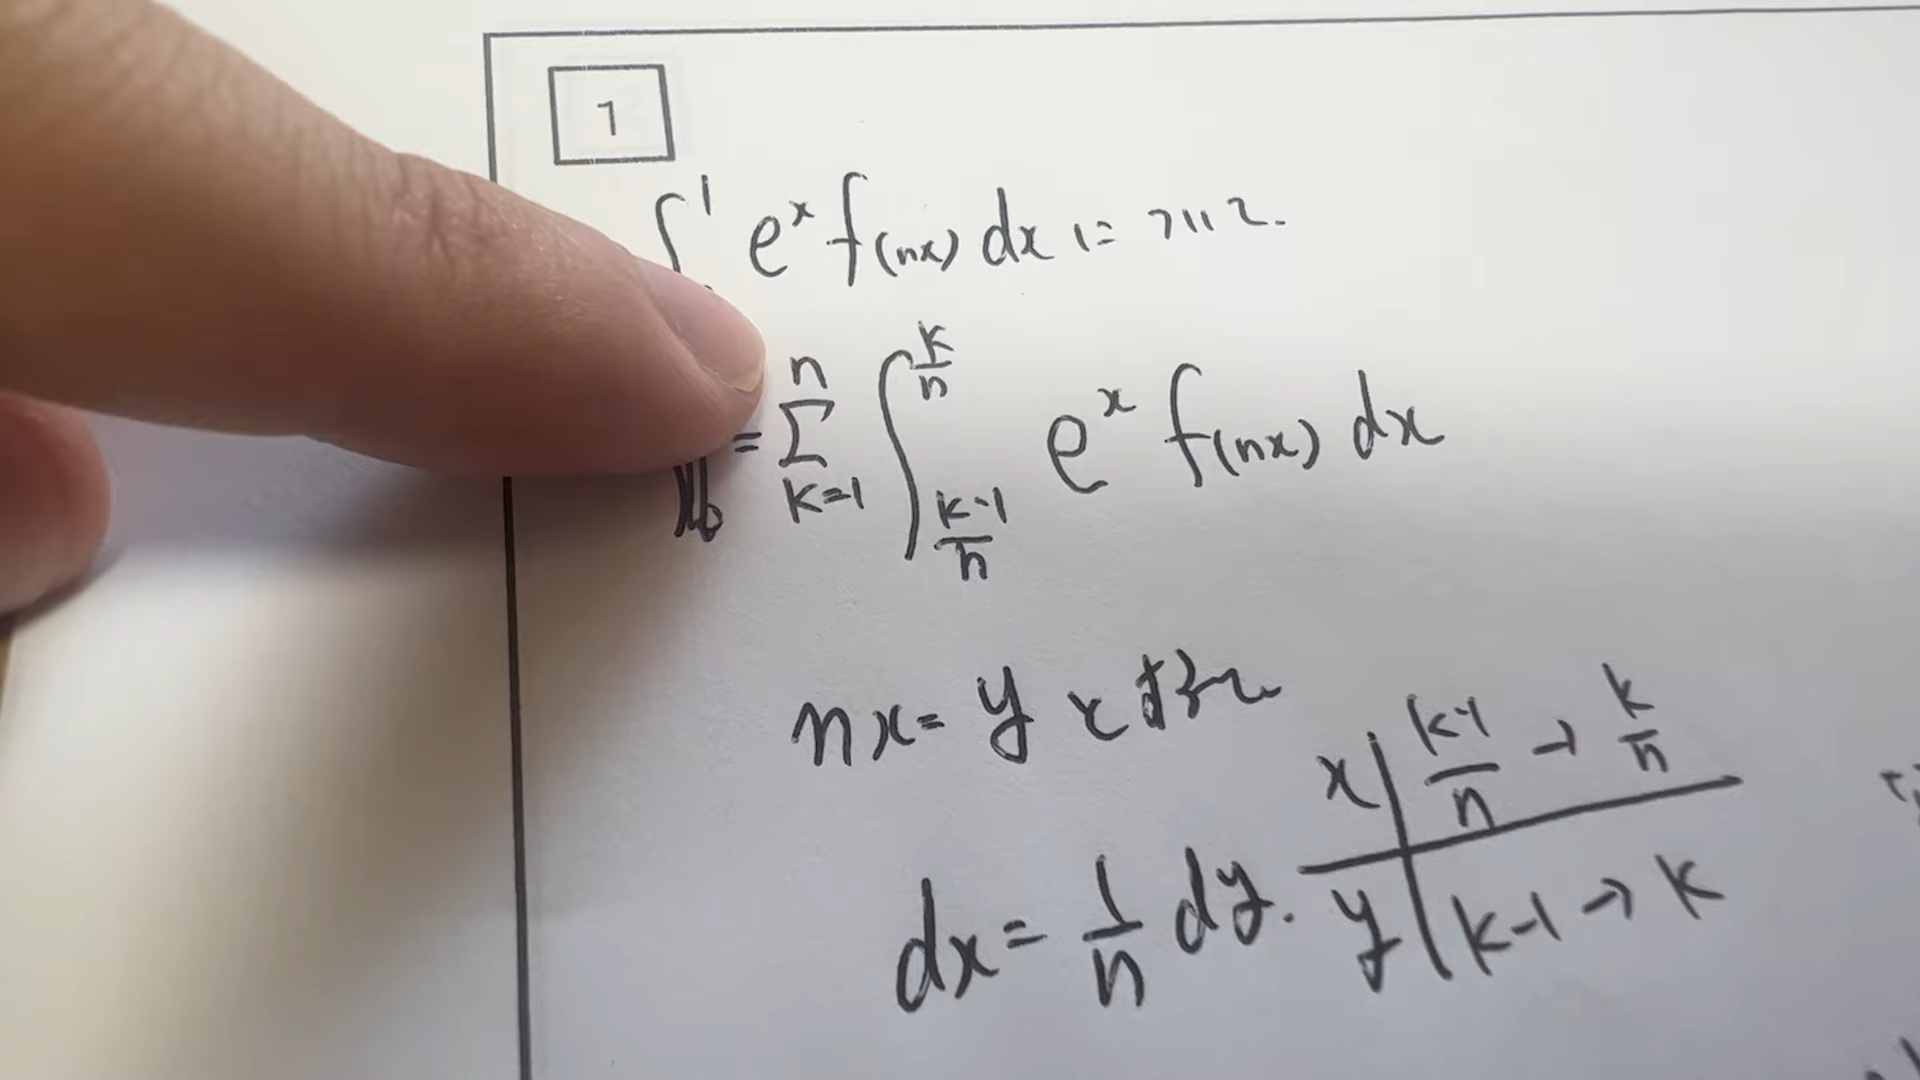 1
∫ 1 e^x f(nx) dx について.
= Σ_{k=1}^{n} ∫_{(k-1)/n}^{k/n} e^x f(nx) dx
nx = y とすると
x | (k-1)/n → k/n
dx = 1/n dy. y | k-1 → k